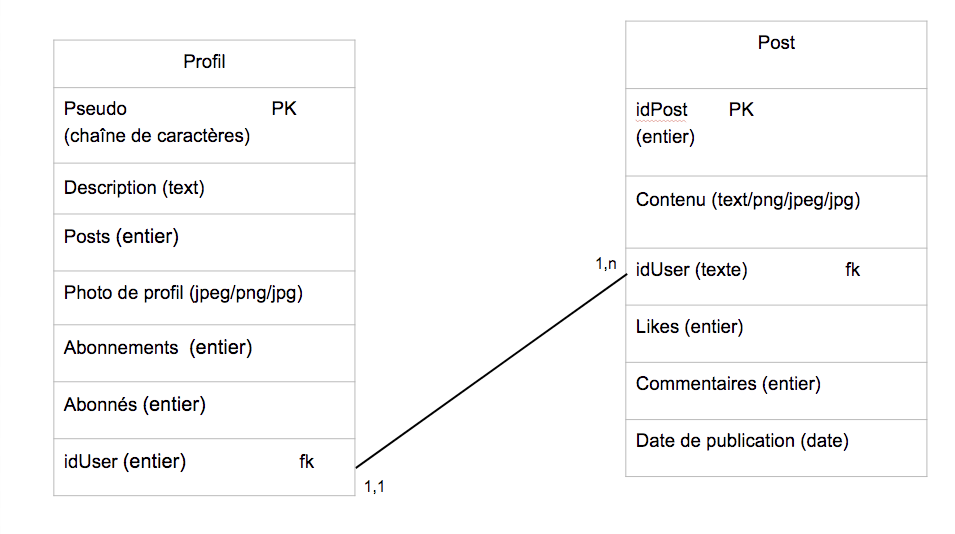 Profil
Pseudo PK
(chaîne de caractères)
Description (text)
Posts (entier)
Photo de profil (jpeg/png/jpg)
Abonnements (entier)
Abonnés (entier)
idUser (entier) fk
1,1
Post
idPost PK
(entier)
Contenu (text/png/jpeg/jpg)
1,n
idUser (texte) fk
Likes (entier)
Commentaires (entier)
Date de publication (date)